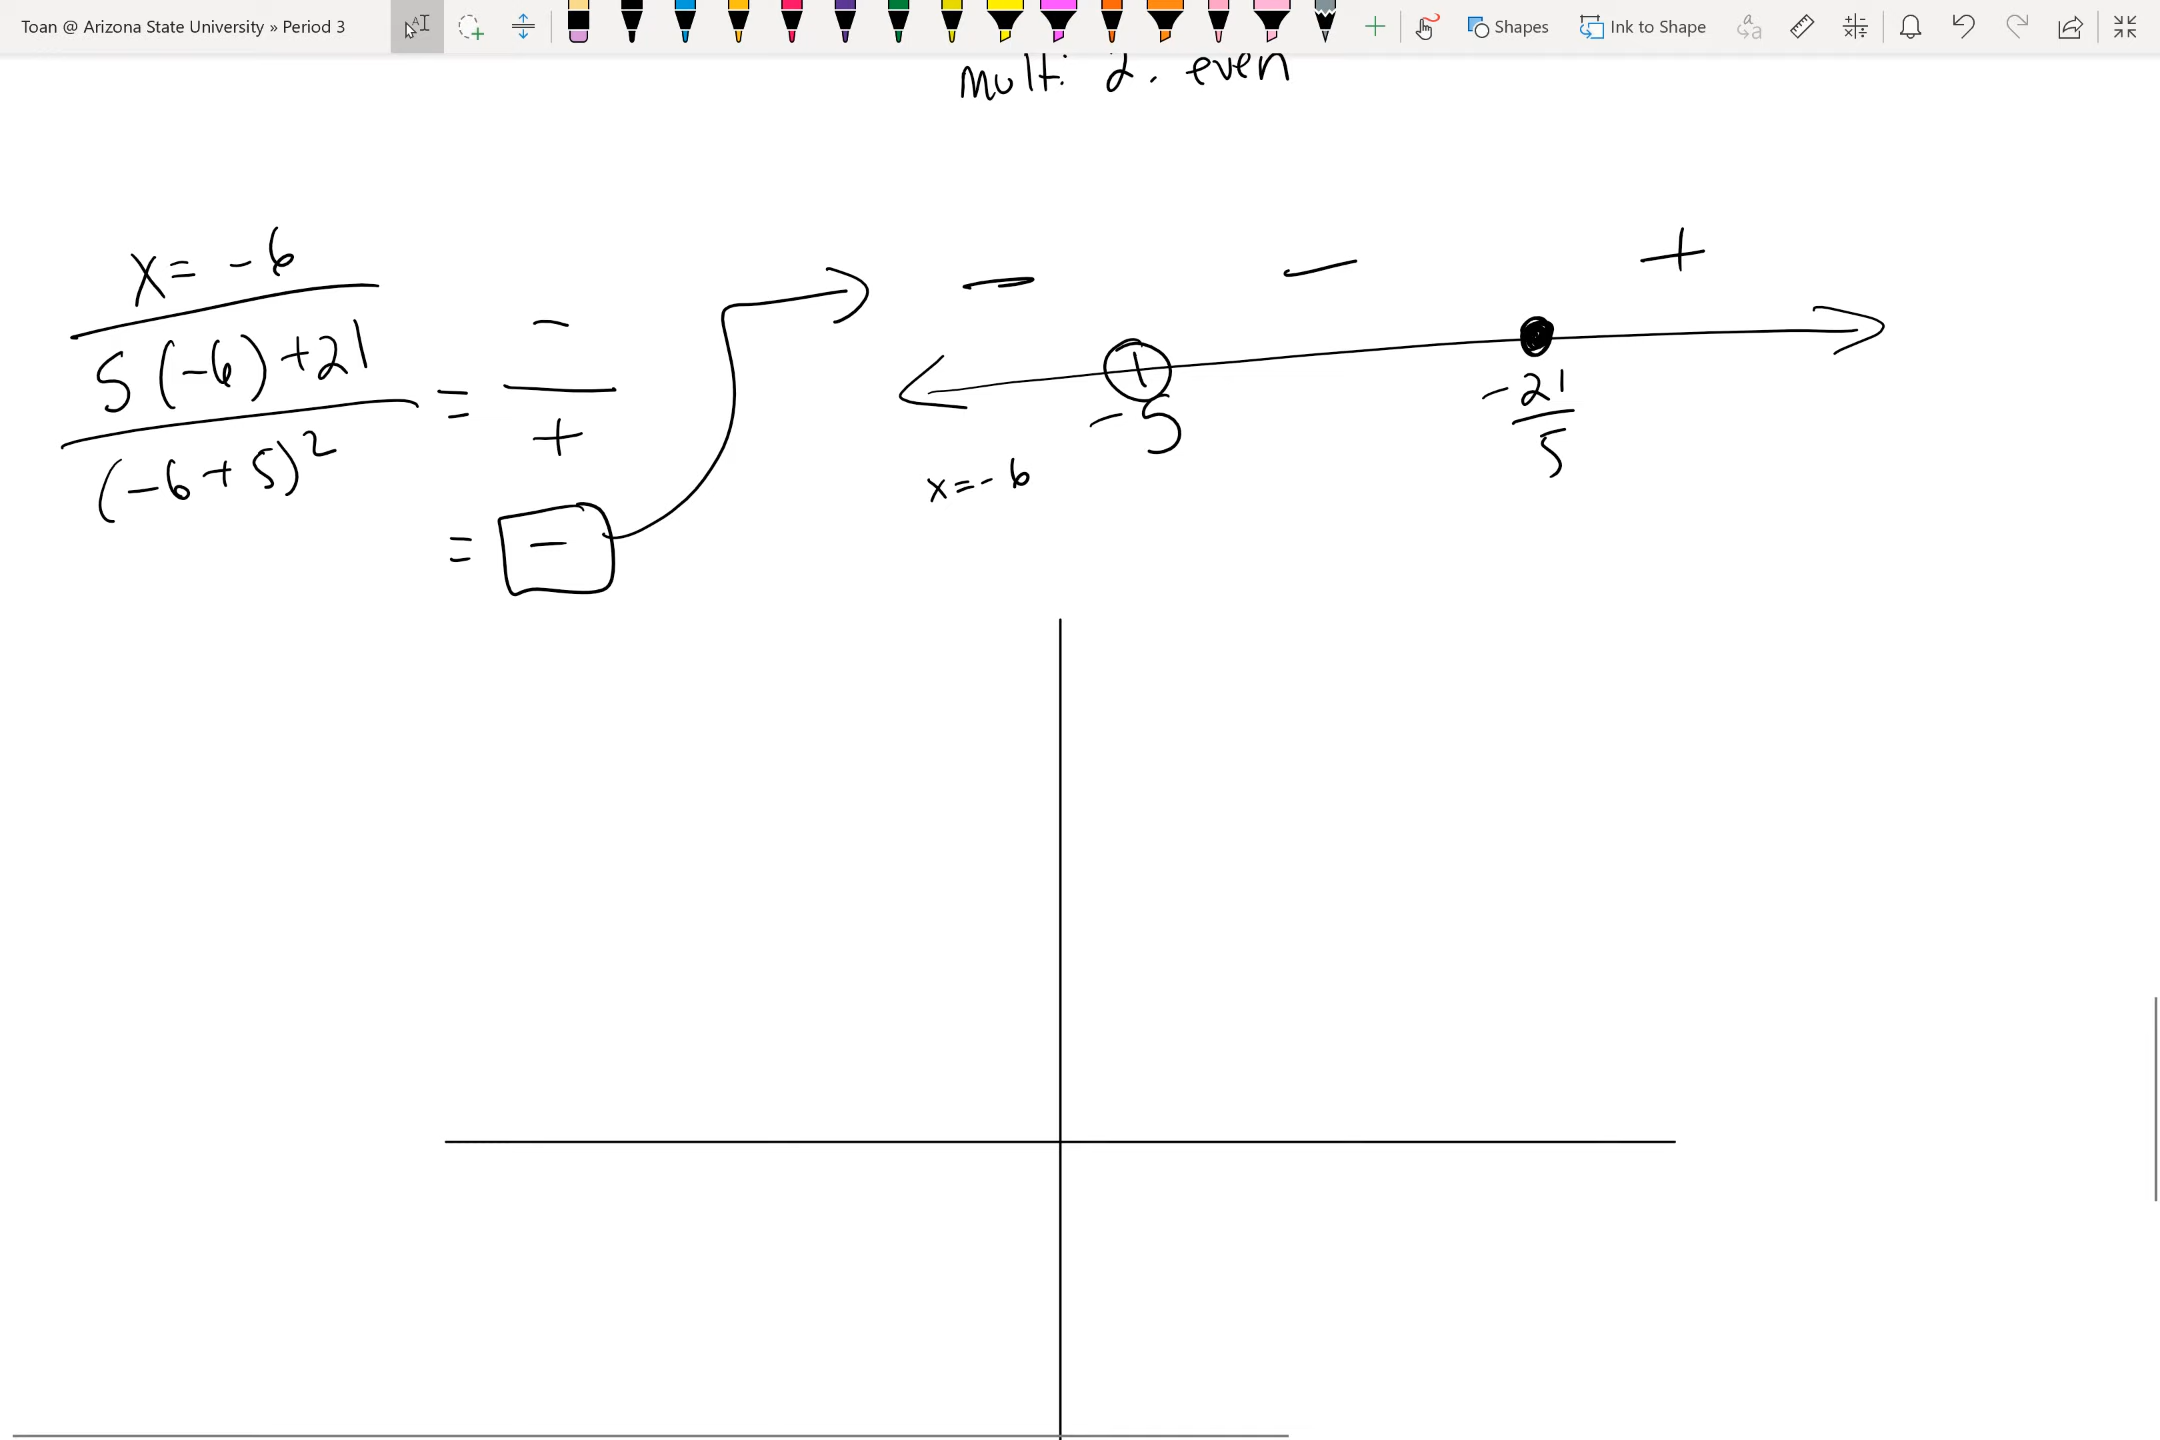 Toan @ Arizona State University » Period 3
Shapes
Ink to Shape
multi 2. even
x = -6
5(-6)+21
(-6+5)²
= - / +
= -
- - +
-5
-21/5
x = -6